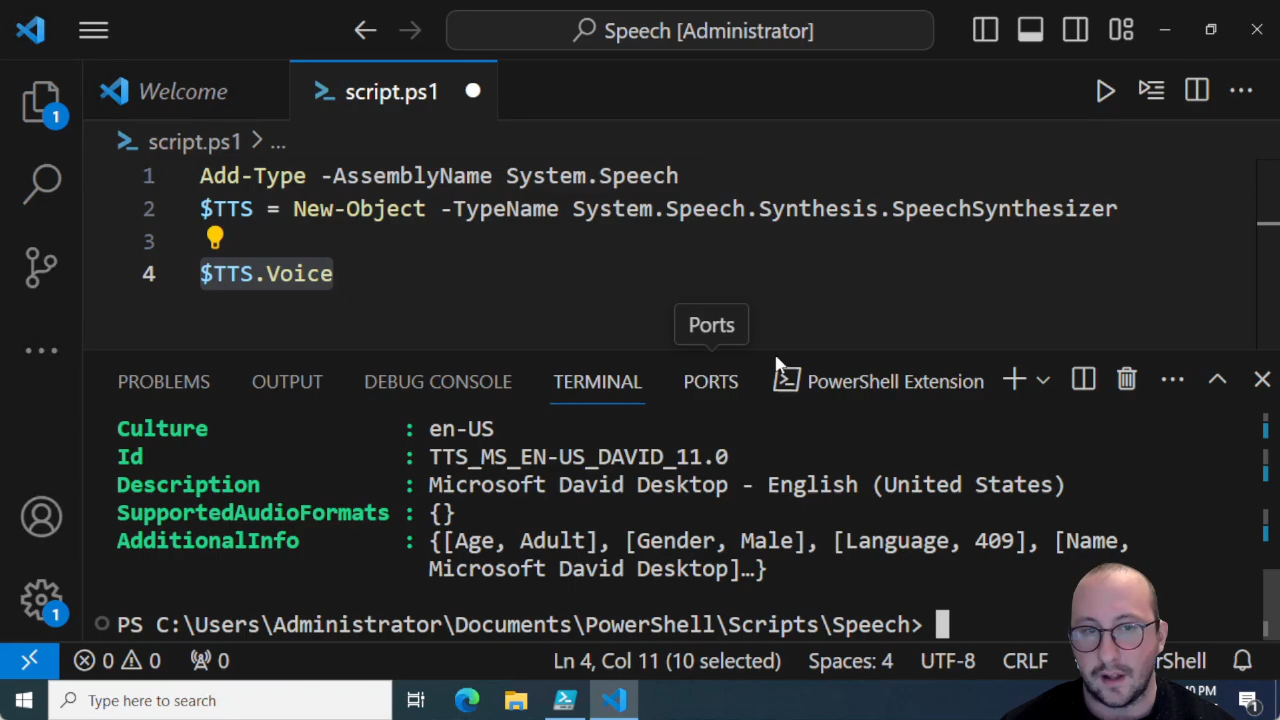 Speech [Administrator]
Welcome
script.ps1
script.ps1 > ...
1 Add-Type -AssemblyName System.Speech
2 $TTS = New-Object -TypeName System.Speech.Synthesis.SpeechSynthesizer
3
4 $TTS.Voice
Ports
PROBLEMS OUTPUT DEBUG CONSOLE TERMINAL PORTS PowerShell Extension
Culture : en-US
Id : TTS_MS_EN-US_DAVID_11.0
Description : Microsoft David Desktop - English (United States)
SupportedAudioFormats : {}
AdditionalInfo : {[Age, Adult], [Gender, Male], [Language, 409], [Name,
Microsoft David Desktop]…}
PS C:\Users\Administrator\Documents\PowerShell\Scripts\Speech>
1
1
0 0 0 Ln 4, Col 11 (10 selected) Spaces: 4 UTF-8 CRLF
Type here to search
PM
1